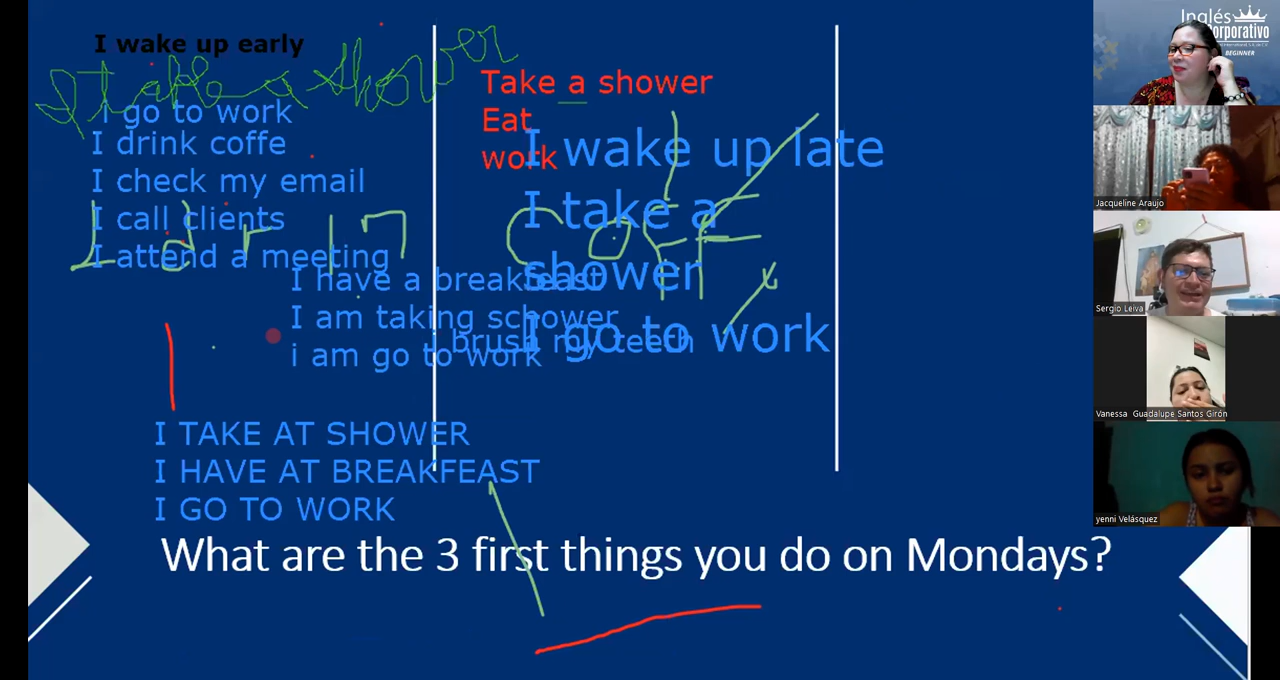 I wake up early
I take a shower
I go to work
I drink coffe
I check my email
I call clients
I attend a meeting
I have a breakfeast
I am taking schower
i am go to work
brush my teeth
Take a shower
Eat
work
I wake up late
I take a
shower
I go to work
I TAKE AT SHOWER
I HAVE AT BREAKFEAST
I GO TO WORK
What are the 3 first things you do on Mondays?
Inglés
Corporativo
BEGINNER
Jacqueline Araujo
Sergio Leiva
Vanessa Guadalupe Santos Girón
yenni Velásquez